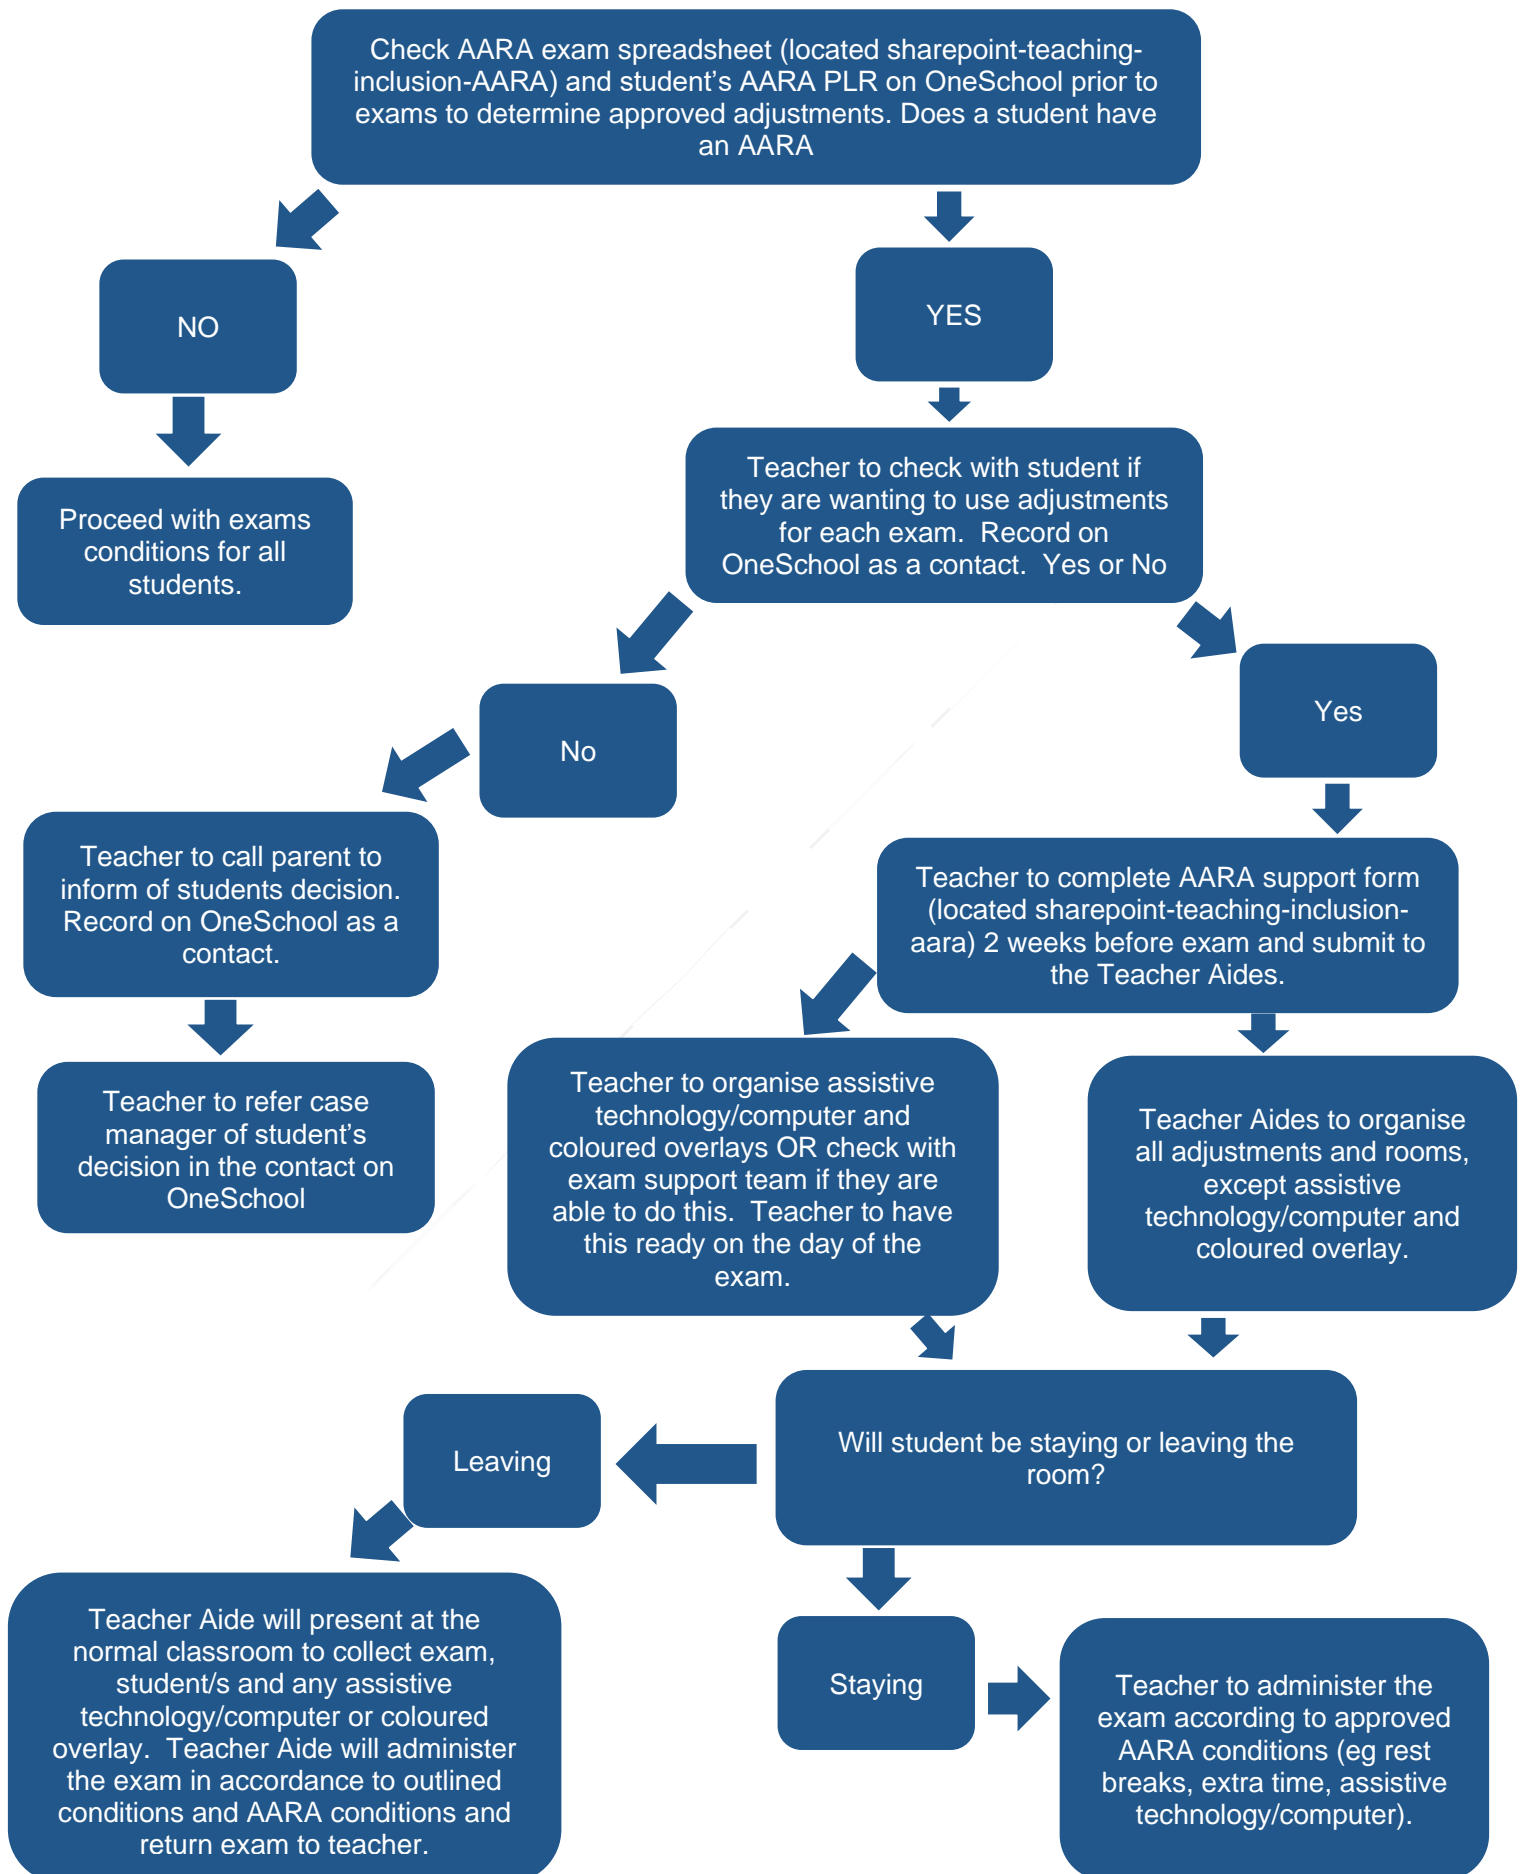 Check AARA exam spreadsheet (located sharepoint-teaching-
inclusion-AARA) and student's AARA PLR on OneSchool prior to
exams to determine approved adjustments. Does a student have
an AARA
NO
YES
Proceed with exams
conditions for all
students.
Teacher to check with student if
they are wanting to use adjustments
for each exam.  Record on
OneSchool as a contact.  Yes or No
No
Yes
Teacher to call parent to
inform of students decision.
Record on OneSchool as a
contact.
Teacher to refer case
manager of student's
decision in the contact on
OneSchool
Teacher to complete AARA support form
(located sharepoint-teaching-inclusion-
aara) 2 weeks before exam and submit to
the Teacher Aides.
Teacher to organise assistive
technology/computer and
coloured overlays OR check with
exam support team if they are
able to do this.  Teacher to have
this ready on the day of the
exam.
Teacher Aides to organise
all adjustments and rooms,
except assistive
technology/computer and
coloured overlay.
Will student be staying or leaving the
room?
Leaving
Staying
Teacher Aide will present at the
normal classroom to collect exam,
student/s and any assistive
technology/computer or coloured
overlay.  Teacher Aide will administer
the exam in accordance to outlined
conditions and AARA conditions and
return exam to teacher.
Teacher to administer the
exam according to approved
AARA conditions (eg rest
breaks, extra time, assistive
technology/computer).